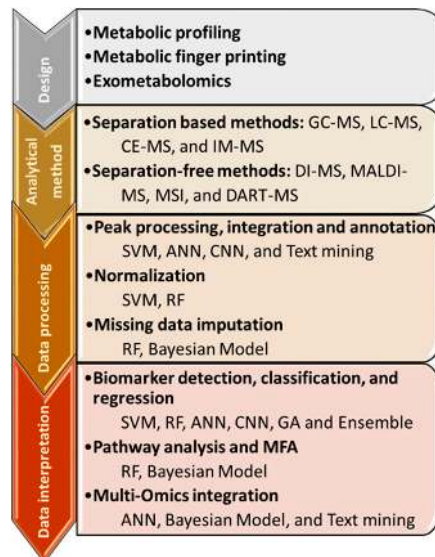 Design
•Metabolic profiling
•Metabolic finger printing
•Exometabolomics
Analytical
method
•Separation based methods: GC-MS, LC-MS,
CE-MS, and IM-MS
•Separation-free methods: DI-MS, MALDI-
MS, MSI, and DART-MS
Data processing
•Peak processing, integration and annotation
SVM, ANN, CNN, and Text mining
•Normalization
SVM, RF
•Missing data imputation
RF, Bayesian Model
Data interpretation
•Biomarker detection, classification, and
regression
SVM, RF, ANN, CNN, GA and Ensemble
•Pathway analysis and MFA
RF, Bayesian Model
•Multi-Omics integration
ANN, Bayesian Model, and Text mining